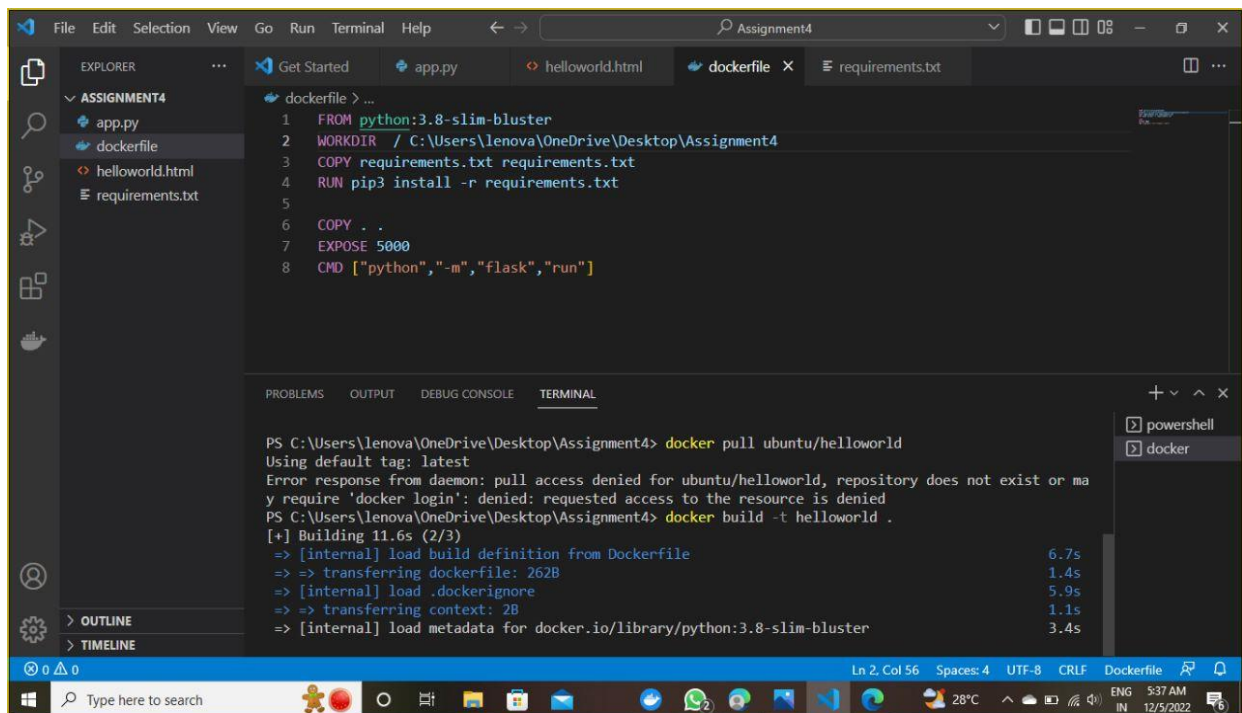 File Edit Selection View Go Run Terminal Help Assignment4
EXPLORER
Get Started app.py helloworld.html dockerfile requirements.txt
ASSIGNMENT4
app.py
dockerfile
helloworld.html
requirements.txt
OUTLINE
TIMELINE
dockerfile > ...
1 FROM python:3.8-slim-bluster
2 WORKDIR / C:\Users\lenova\OneDrive\Desktop\Assignment4
3 COPY requirements.txt requirements.txt
4 RUN pip3 install -r requirements.txt
5
6 COPY . .
7 EXPOSE 5000
8 CMD ["python","-m","flask","run"]
PROBLEMS OUTPUT DEBUG CONSOLE TERMINAL
powershell
docker
PS C:\Users\lenova\OneDrive\Desktop\Assignment4> docker pull ubuntu/helloworld
Using default tag: latest
Error response from daemon: pull access denied for ubuntu/helloworld, repository does not exist or ma
y require 'docker login': denied: requested access to the resource is denied
PS C:\Users\lenova\OneDrive\Desktop\Assignment4> docker build -t helloworld .
[+] Building 11.6s (2/3)
=> [internal] load build definition from Dockerfile 6.7s
=> => transferring dockerfile: 262B 1.4s
=> [internal] load .dockerignore 5.9s
=> => transferring context: 2B 1.1s
=> [internal] load metadata for docker.io/library/python:3.8-slim-bluster 3.4s
0 0 Ln 2, Col 56 Spaces: 4 UTF-8 CRLF Dockerfile
Type here to search 2 28°C ENG 5:37 AM
IN 12/5/2022 6